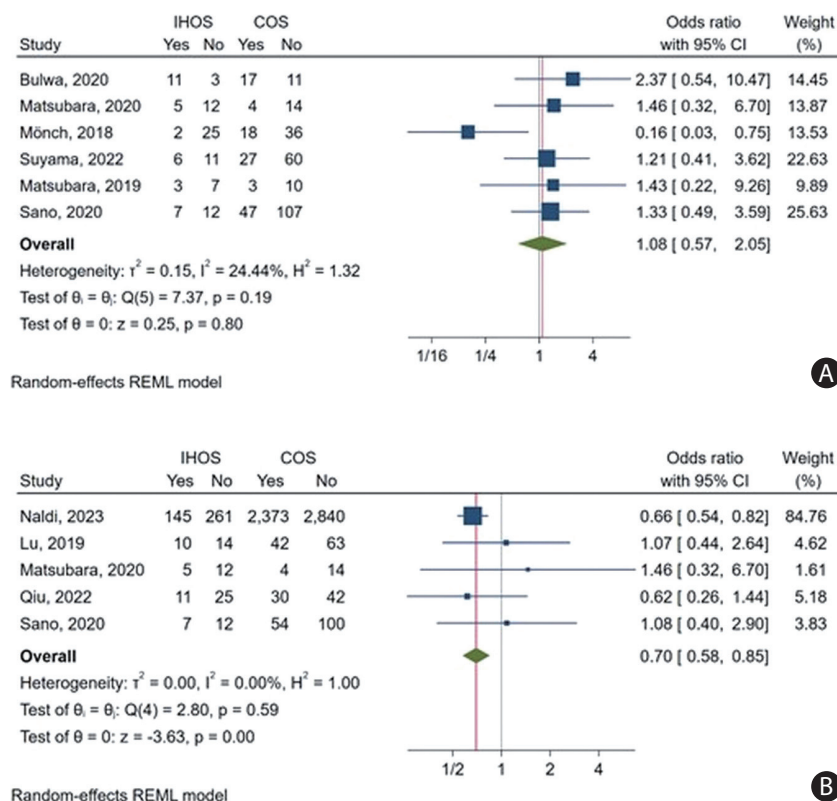 IHOS COS Odds ratio Weight
Study Yes No Yes No with 95% CI (%)
Bulwa, 2020 11 3 17 11 2.37 [ 0.54, 10.47] 14.45
Matsubara, 2020 5 12 4 14 1.46 [ 0.32, 6.70] 13.87
Mönch, 2018 2 25 18 36 0.16 [ 0.03, 0.75] 13.53
Suyama, 2022 6 11 27 60 1.21 [ 0.41, 3.62] 22.63
Matsubara, 2019 3 7 3 10 1.43 [ 0.22, 9.26] 9.89
Sano, 2020 7 12 47 107 1.33 [ 0.49, 3.59] 25.63
Overall 1.08 [ 0.57, 2.05]
Heterogeneity: τ² = 0.15, I² = 24.44%, H² = 1.32
Test of θᵢ = θⱼ: Q(5) = 7.37, p = 0.19
Test of θ = 0: z = 0.25, p = 0.80
1/16 1/4 1 4
Random-effects REML model
A
IHOS COS Odds ratio Weight
Study Yes No Yes No with 95% CI (%)
Naldi, 2023 145 261 2,373 2,840 0.66 [ 0.54, 0.82] 84.76
Lu, 2019 10 14 42 63 1.07 [ 0.44, 2.64] 4.62
Matsubara, 2020 5 12 4 14 1.46 [ 0.32, 6.70] 1.61
Qiu, 2022 11 25 30 42 0.62 [ 0.26, 1.44] 5.18
Sano, 2020 7 12 54 100 1.08 [ 0.40, 2.90] 3.83
Overall 0.70 [ 0.58, 0.85]
Heterogeneity: τ² = 0.00, I² = 0.00%, H² = 1.00
Test of θᵢ = θⱼ: Q(4) = 2.80, p = 0.59
Test of θ = 0: z = -3.63, p = 0.00
1/2 1 2 4
Random-effects REML model
B